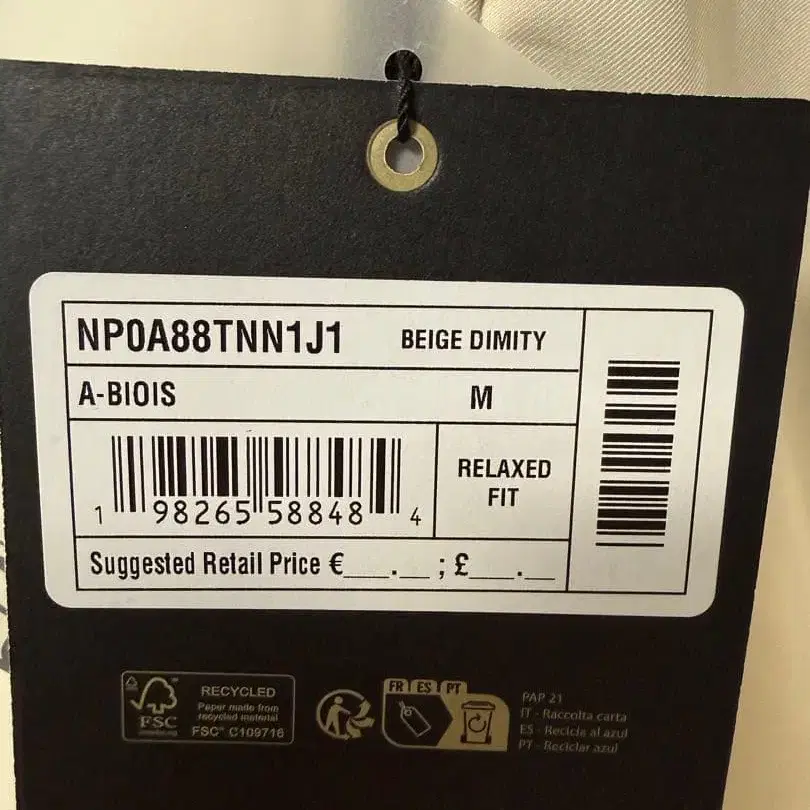 NP0A88TNN1J1 BEIGE DIMITY
A-BIOIS M
RELAXED
FIT
1 98265 58848 4
Suggested Retail Price €___.__ ; £___.__
FSC
RECYCLED
Paper made from
recycled material
FSC® C109716
FR ES PT
PAP 21
IT - Raccolta carta
ES - Recicla al azul
PT - Reciclar azul